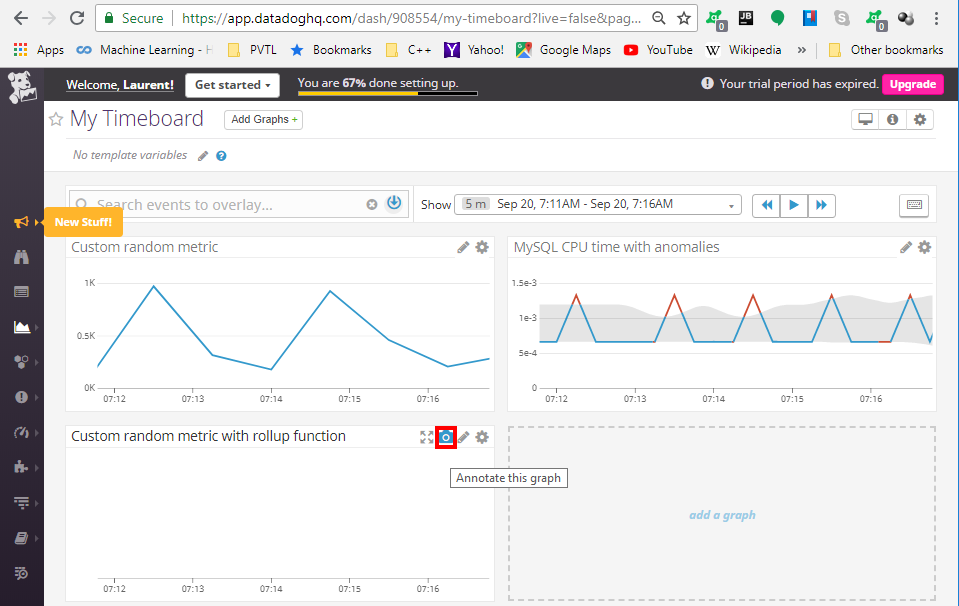 Secure https://app.datadoghq.com/dash/908554/my-timeboard?live=false&pag...
Apps Machine Learning - H PVTL Bookmarks C++ Yahoo! Google Maps YouTube Wikipedia » Other bookmarks
Welcome, Laurent! Get started You are 67% done setting up. Your trial period has expired. Upgrade
My Timeboard Add Graphs +
No template variables
Search events to overlay... Show 5 m Sep 20, 7:11AM - Sep 20, 7:16AM
New Stuff!
Custom random metric
1K
0.5K
0K
07:12 07:13 07:14 07:15 07:16
MySQL CPU time with anomalies
1.5e-3
1e-3
5e-4
0
07:12 07:13 07:14 07:15 07:16
Custom random metric with rollup function
Annotate this graph
07:12 07:13 07:14 07:15 07:16
add a graph